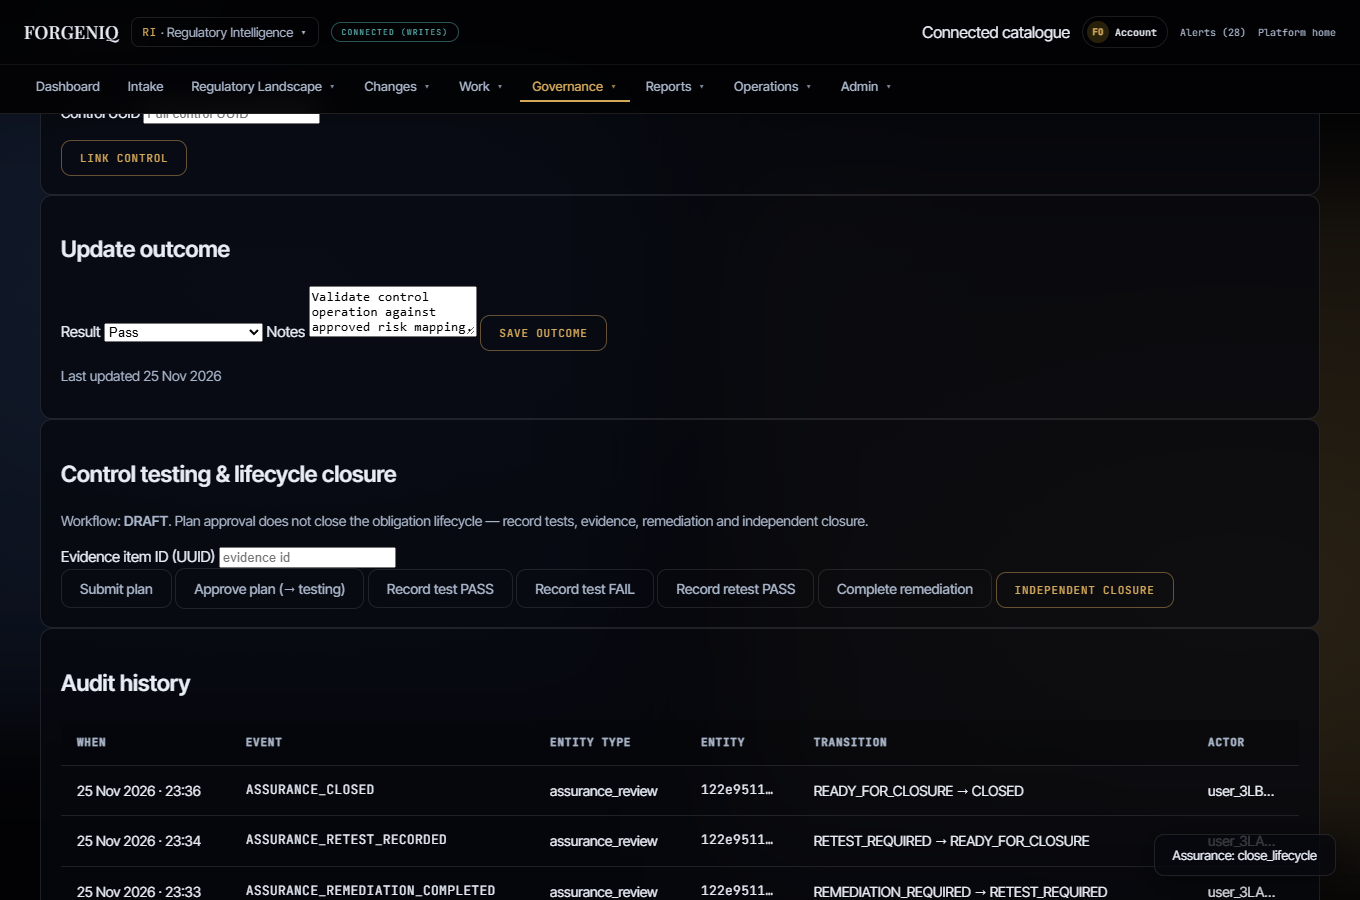 FORGENIQ RI · Regulatory Intelligence CONNECTED (WRITES) Connected catalogue FO Account Alerts (28) Platform home
Dashboard Intake Regulatory Landscape Changes Work Governance Reports Operations Admin
Control UUID Full control UUID
LINK CONTROL
Update outcome
Result Pass Notes Validate control
operation against
approved risk mapping.
SAVE OUTCOME
Last updated 25 Nov 2026
Control testing & lifecycle closure
Workflow: DRAFT. Plan approval does not close the obligation lifecycle — record tests, evidence, remediation and independent closure.
Evidence item ID (UUID) evidence id
Submit plan Approve plan (→ testing) Record test PASS Record test FAIL Record retest PASS Complete remediation INDEPENDENT CLOSURE
Audit history
WHEN EVENT ENTITY TYPE ENTITY TRANSITION ACTOR
25 Nov 2026 · 23:36 ASSURANCE_CLOSED assurance_review 122e9511… READY_FOR_CLOSURE → CLOSED user_3LB…
25 Nov 2026 · 23:34 ASSURANCE_RETEST_RECORDED assurance_review 122e9511… RETEST_REQUIRED → READY_FOR_CLOSURE user_3LA…
Assurance: close_lifecycle
25 Nov 2026 · 23:33 ASSURANCE_REMEDIATION_COMPLETED assurance_review 122e9511… REMEDIATION_REQUIRED → RETEST_REQUIRED user_3LA…